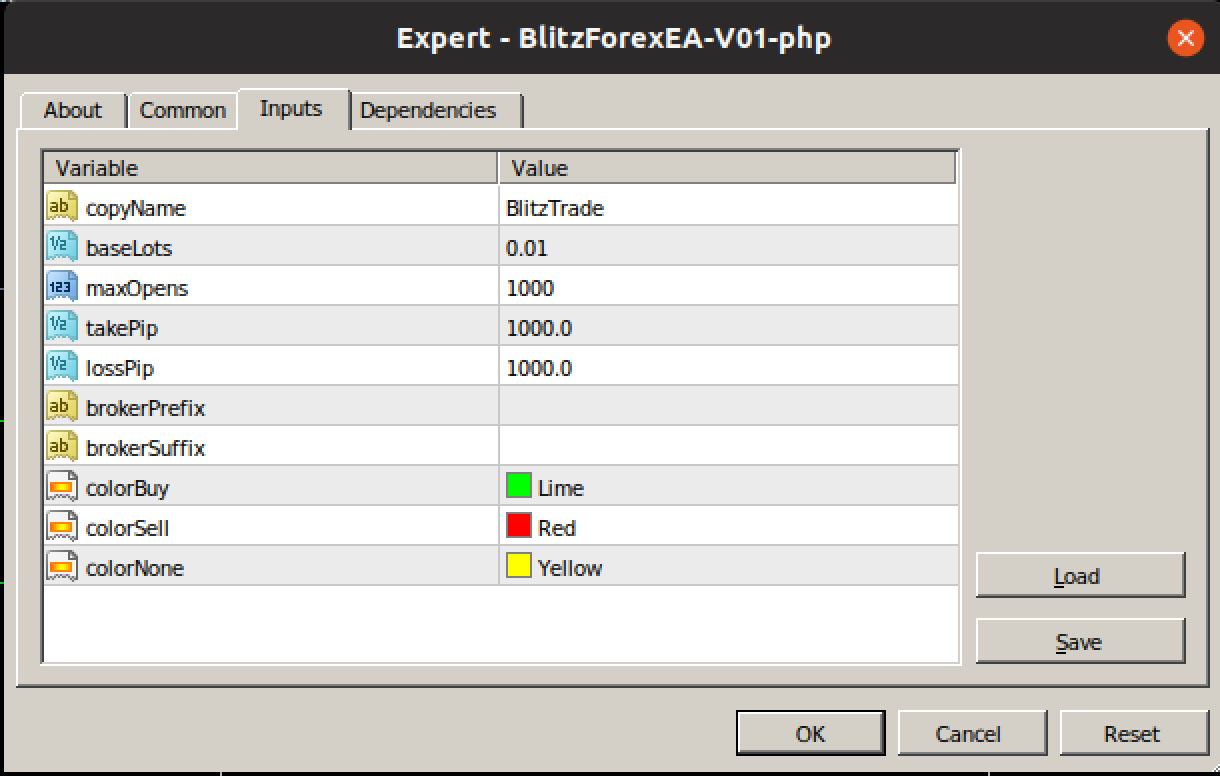 Expert - BlitzForexEA-V01-php
About Common Inputs Dependencies
Variable Value
ab copyName BlitzTrade
½ baseLots 0.01
123 maxOpens 1000
½ takePip 1000.0
½ lossPip 1000.0
ab brokerPrefix
ab brokerSuffix
colorBuy Lime
colorSell Red
colorNone Yellow
Load
Save
OK Cancel Reset